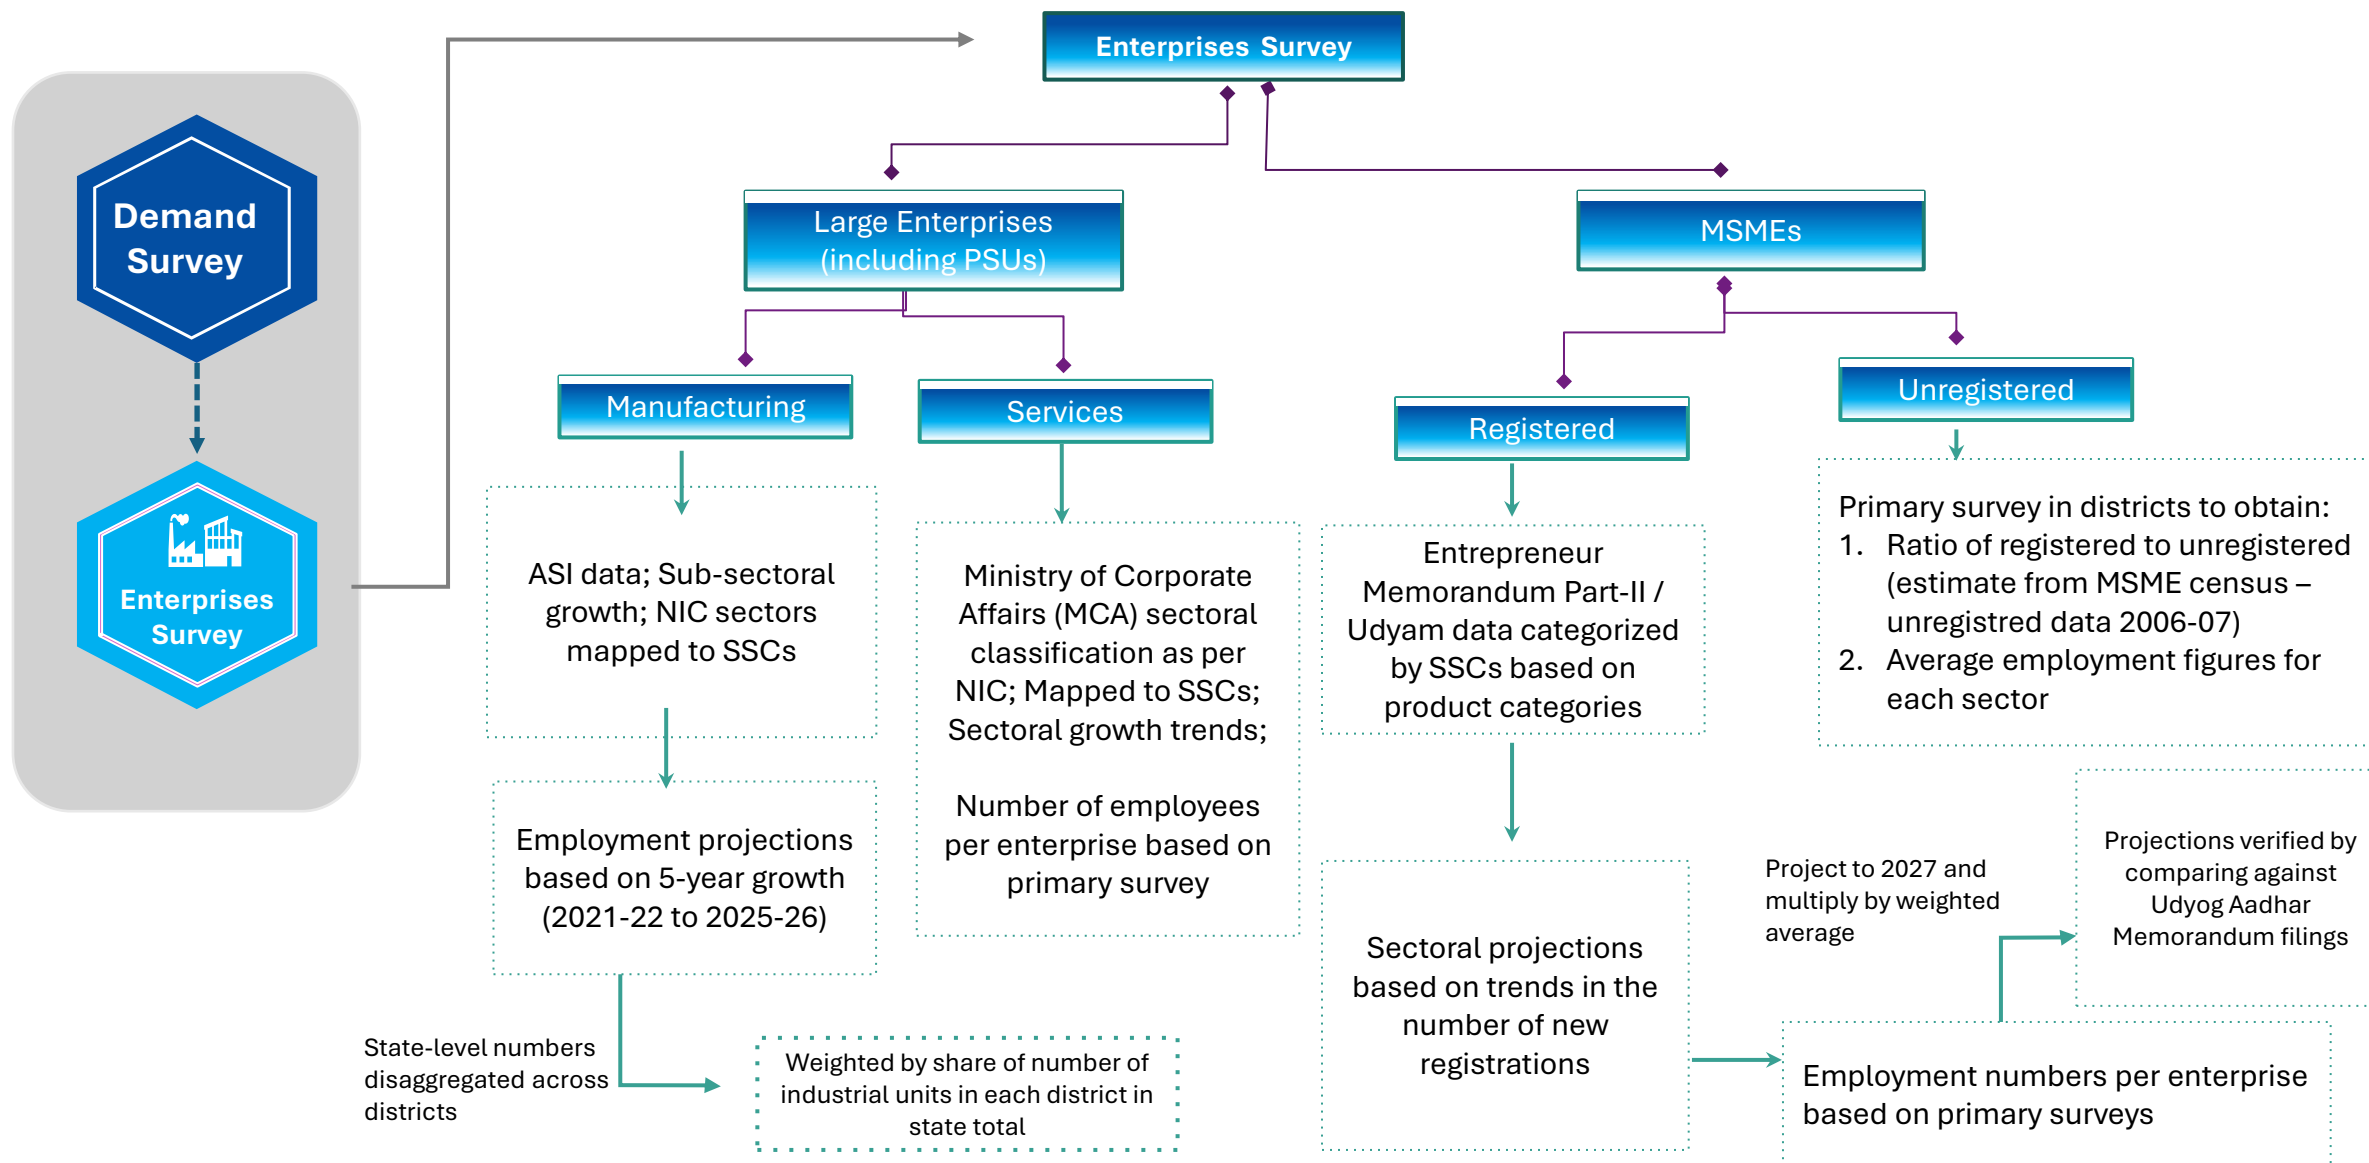 Enterprises Survey
Demand
Survey
Enterprises
Survey
Large Enterprises
(including PSUs)
MSMEs
Manufacturing
Services
Registered
Unregistered
ASI data; Sub-sectoral
growth; NIC sectors
mapped to SSCs
Employment projections
based on 5-year growth
(2021-22 to 2025-26)
State-level numbers
disaggregated across
districts
Weighted by share of number of
industrial units in each district in
state total
Ministry of Corporate
Affairs (MCA) sectoral
classification as per
NIC; Mapped to SSCs;
Sectoral growth trends;
Number of employees
per enterprise based on
primary survey
Entrepreneur
Memorandum Part-II /
Udyam data categorized
by SSCs based on
product categories
Sectoral projections
based on trends in the
number of new
registrations
Primary survey in districts to obtain:
1. Ratio of registered to unregistered
(estimate from MSME census –
unregistred data 2006-07)
2. Average employment figures for
each sector
Project to 2027 and
multiply by weighted
average
Projections verified by
comparing against
Udyog Aadhar
Memorandum filings
Employment numbers per enterprise
based on primary surveys